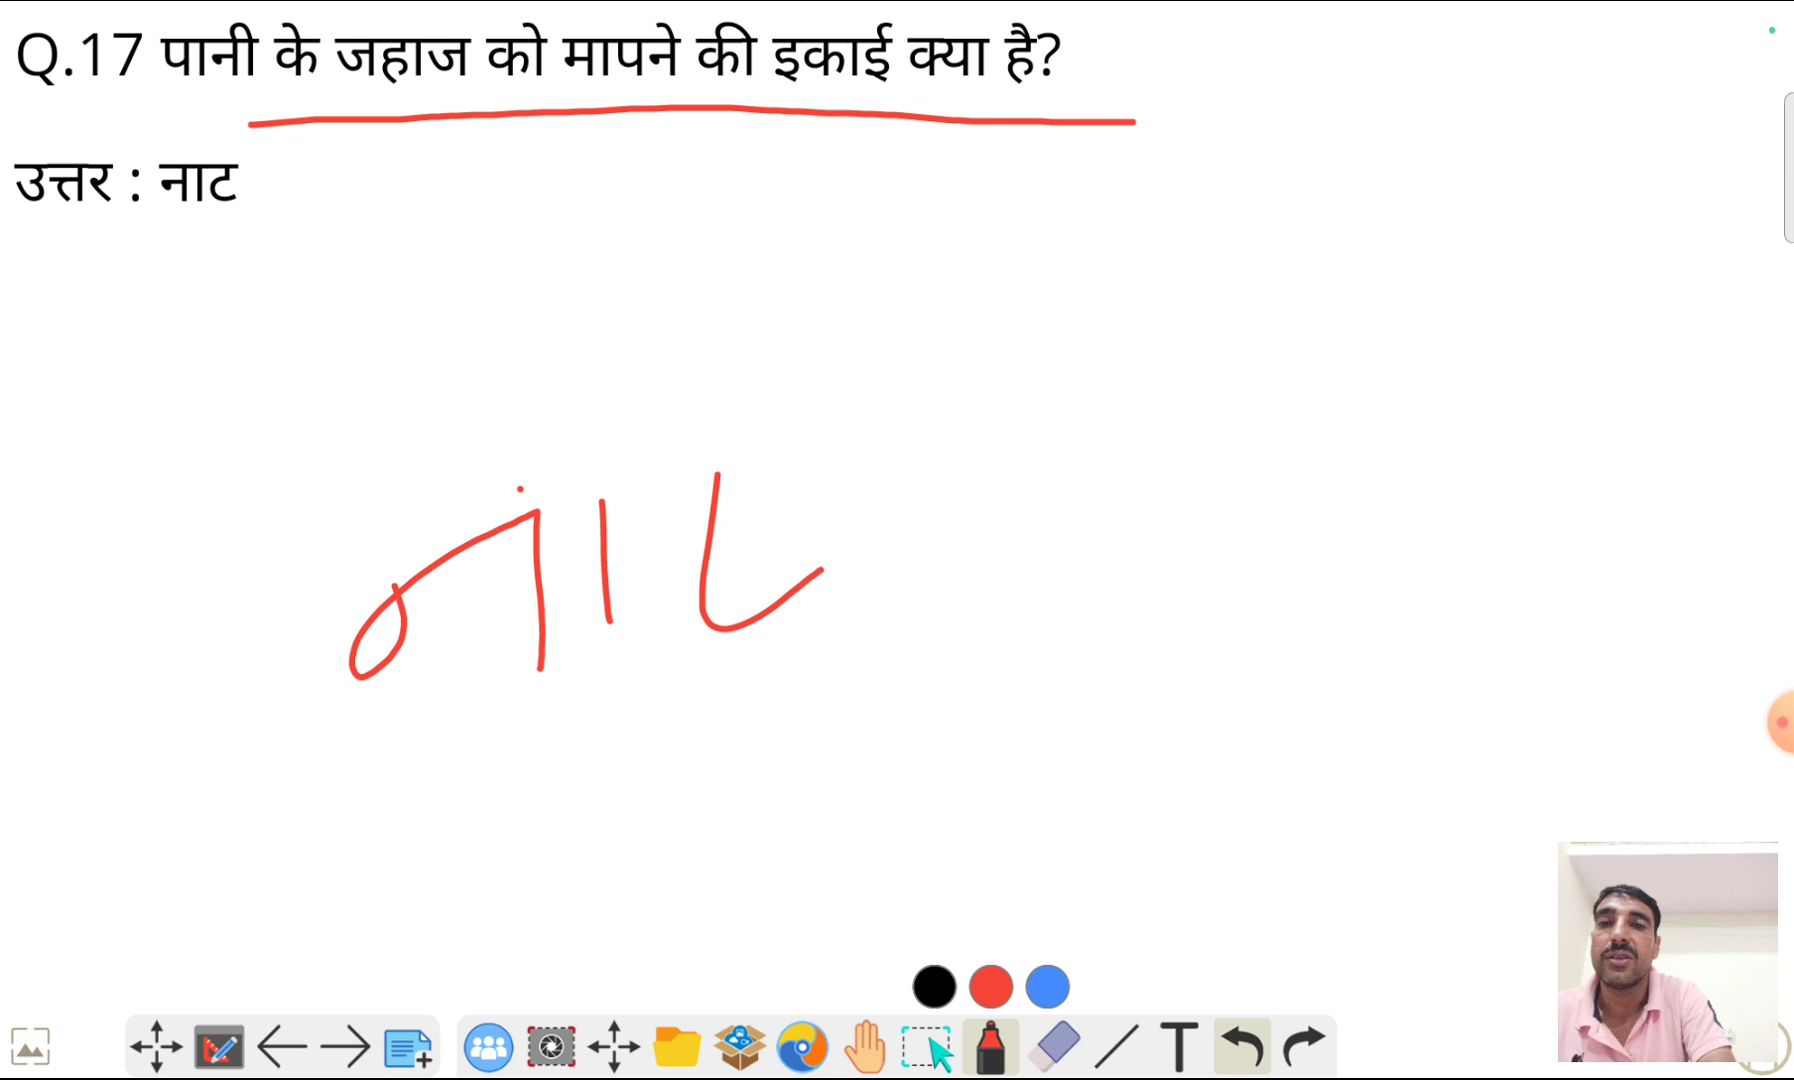 Q.17 पानी के जहाज को मापने की इकाई क्या है?
उत्तर : नाट
नाट